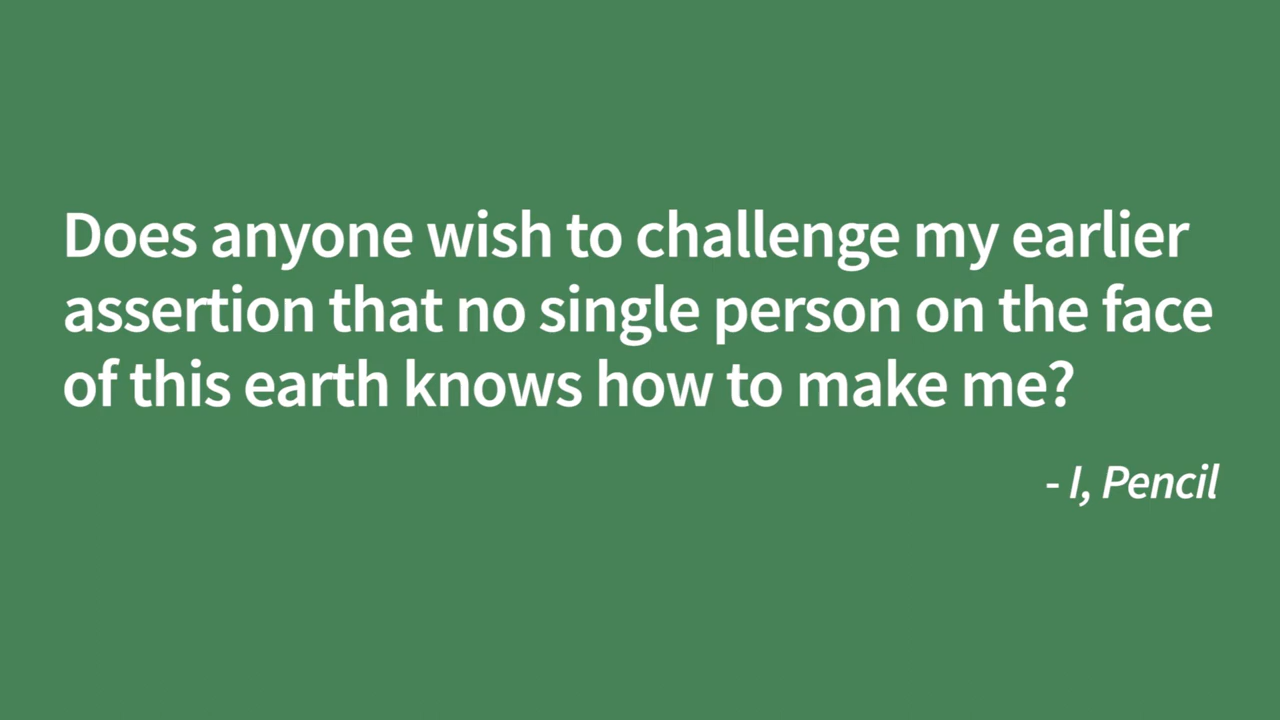 Does anyone wish to challenge my earlier
assertion that no single person on the face
of this earth knows how to make me?
- I, Pencil